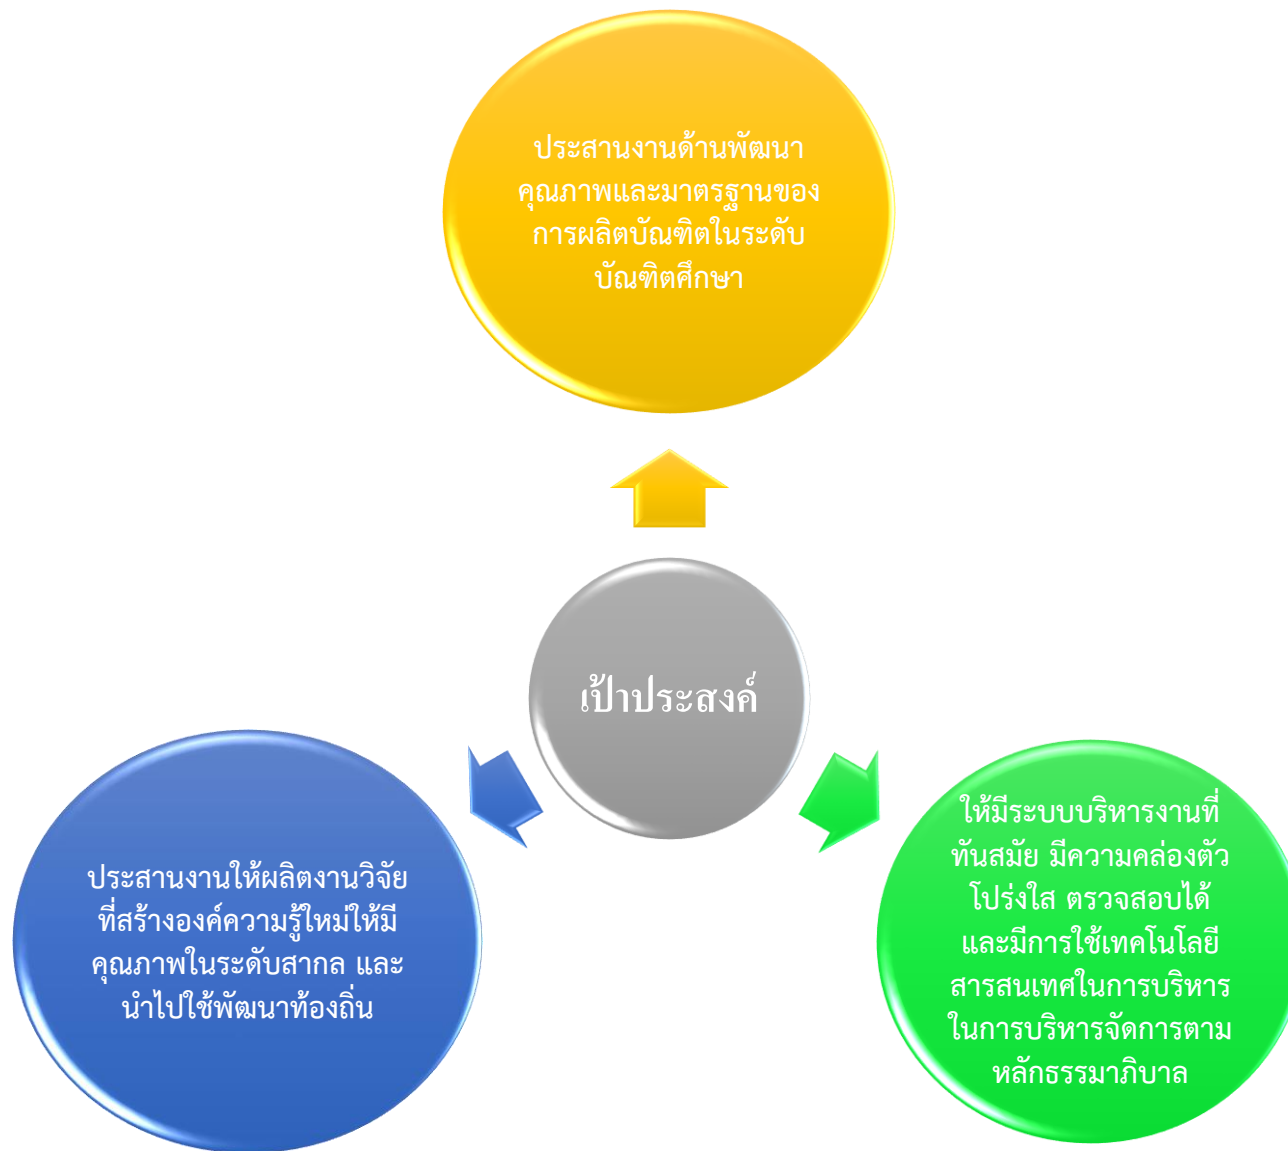 ประสานงานด้านพัฒนา
คุณภาพและมาตรฐานของ
การผลิตบัณฑิตในระดับ
บัณฑิตศึกษา
เป้าประสงค์
ประสานงานให้ผลิตงานวิจัย
ที่สร้างองค์ความรู้ใหม่ให้มี
คุณภาพในระดับสากล และ
นำไปใช้พัฒนาท้องถิ่น
ให้มีระบบบริหารงานที่
ทันสมัย มีความคล่องตัว
โปร่งใส ตรวจสอบได้
และมีการใช้เทคโนโลยี
สารสนเทศในการบริหาร
ในการบริหารจัดการตาม
หลักธรรมาภิบาล